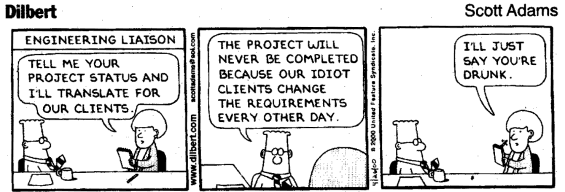 Dilbert
Scott Adams
ENGINEERING LIAISON
TELL ME YOUR
PROJECT STATUS AND
I'LL TRANSLATE FOR
OUR CLIENTS.
www.dilbert.com scottadams@aol.com
THE PROJECT WILL
NEVER BE COMPLETED
BECAUSE OUR IDIOT
CLIENTS CHANGE
THE REQUIREMENTS
EVERY OTHER DAY.
© 2000 United Feature Syndicate, Inc.
I'LL JUST
SAY YOU'RE
DRUNK.